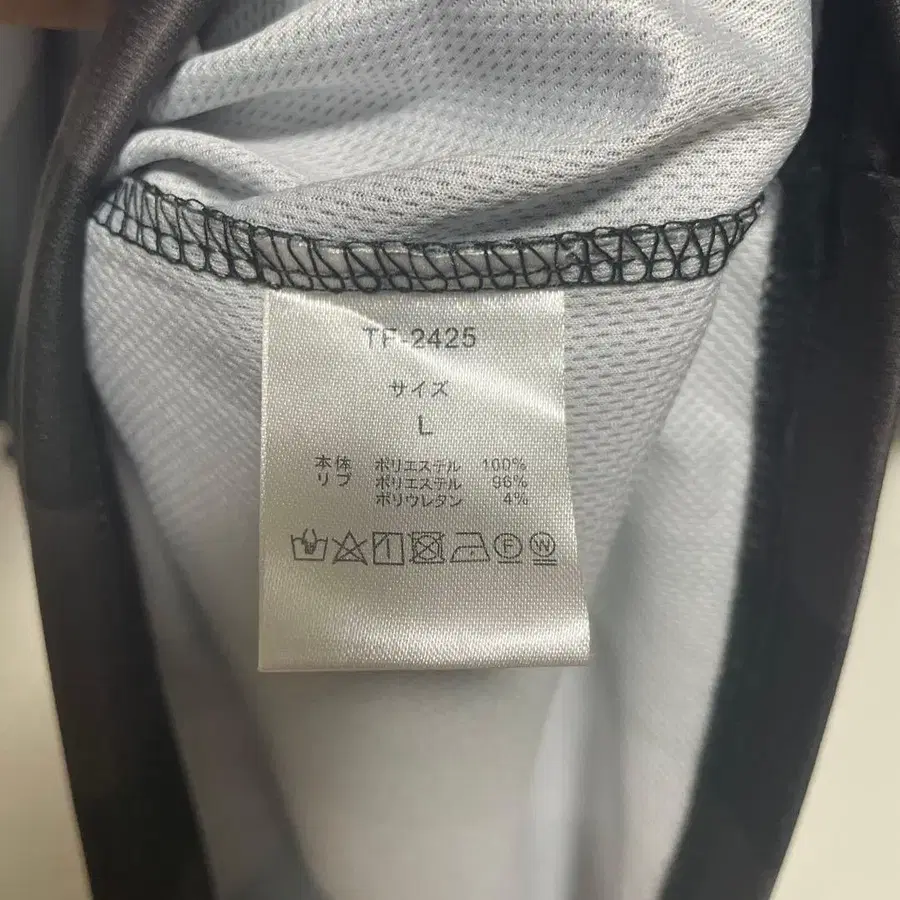 TF-2425
サイズ
L
本体 ポリエステル 100%
リブ ポリエステル 96%
ポリウレタン 4%
F W